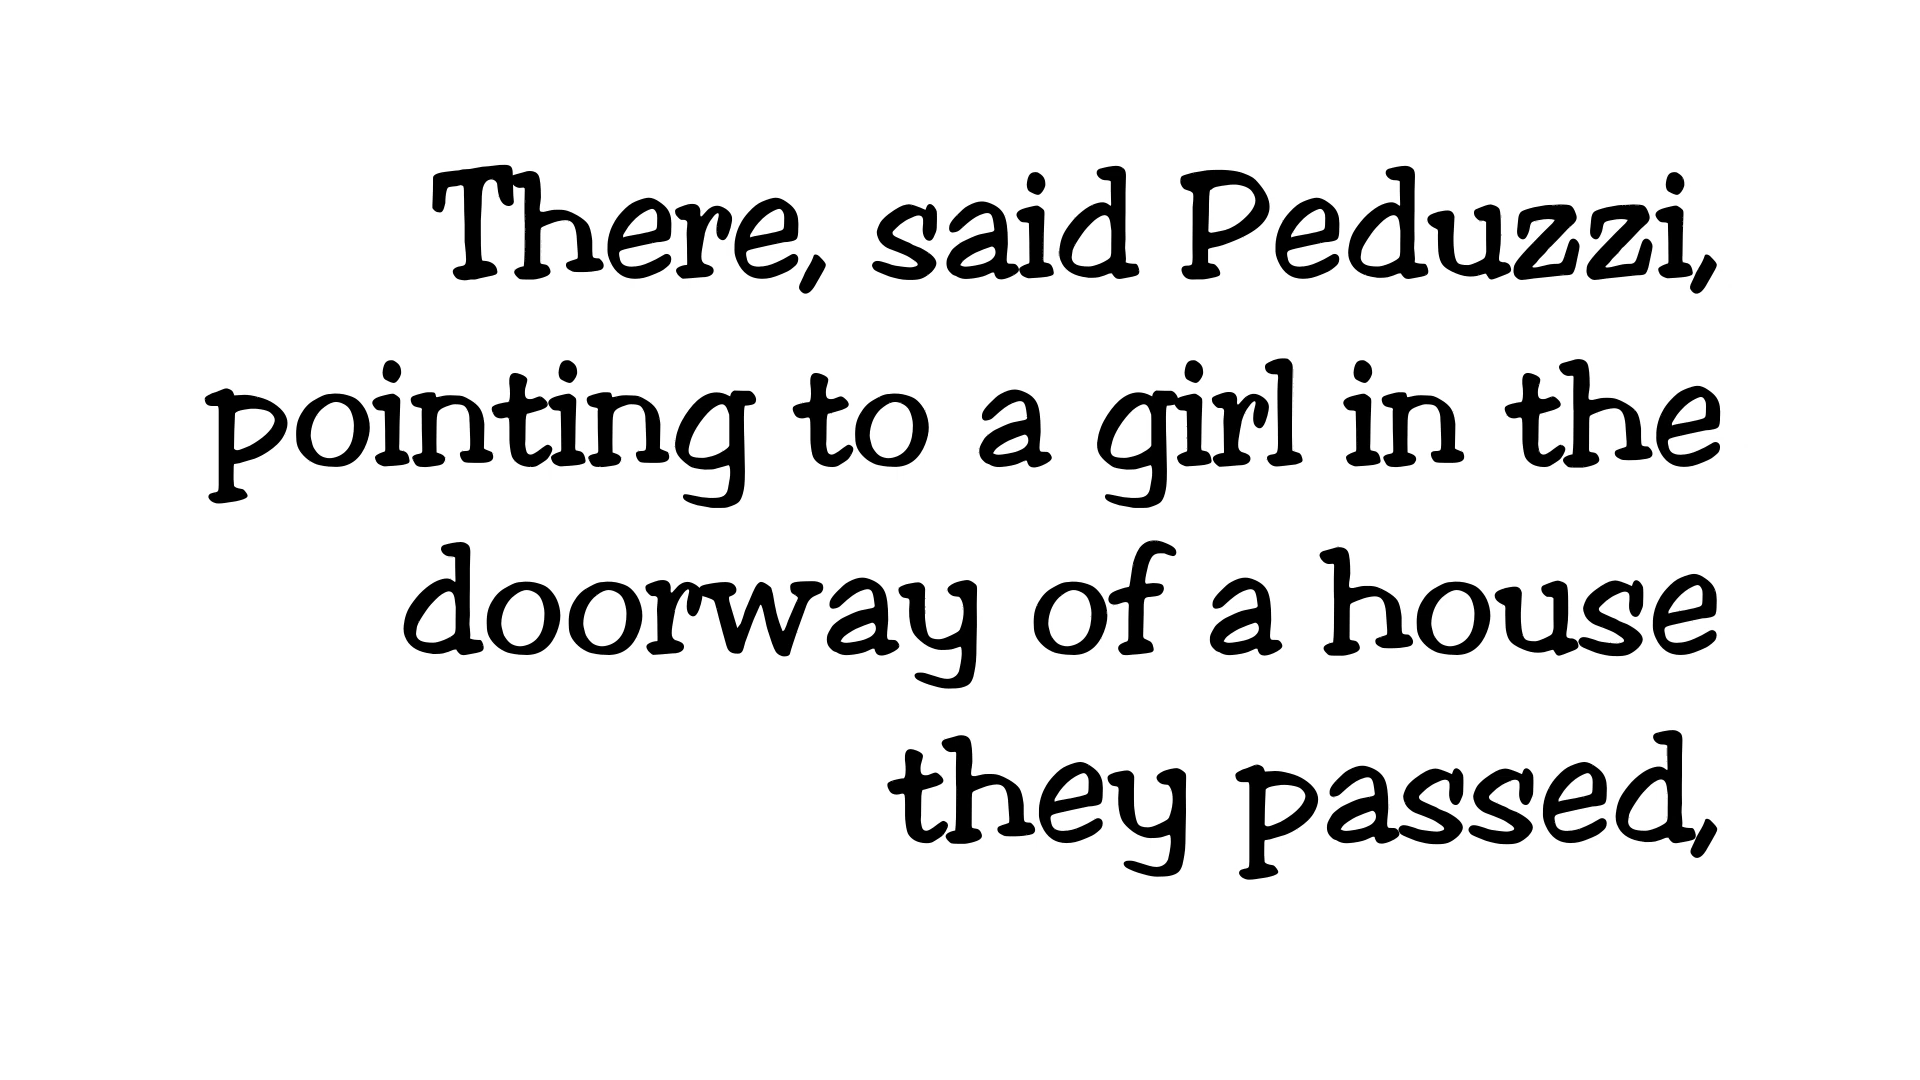 There, said Peduzzi,
pointing to a girl in the
doorway of a house
they passed,